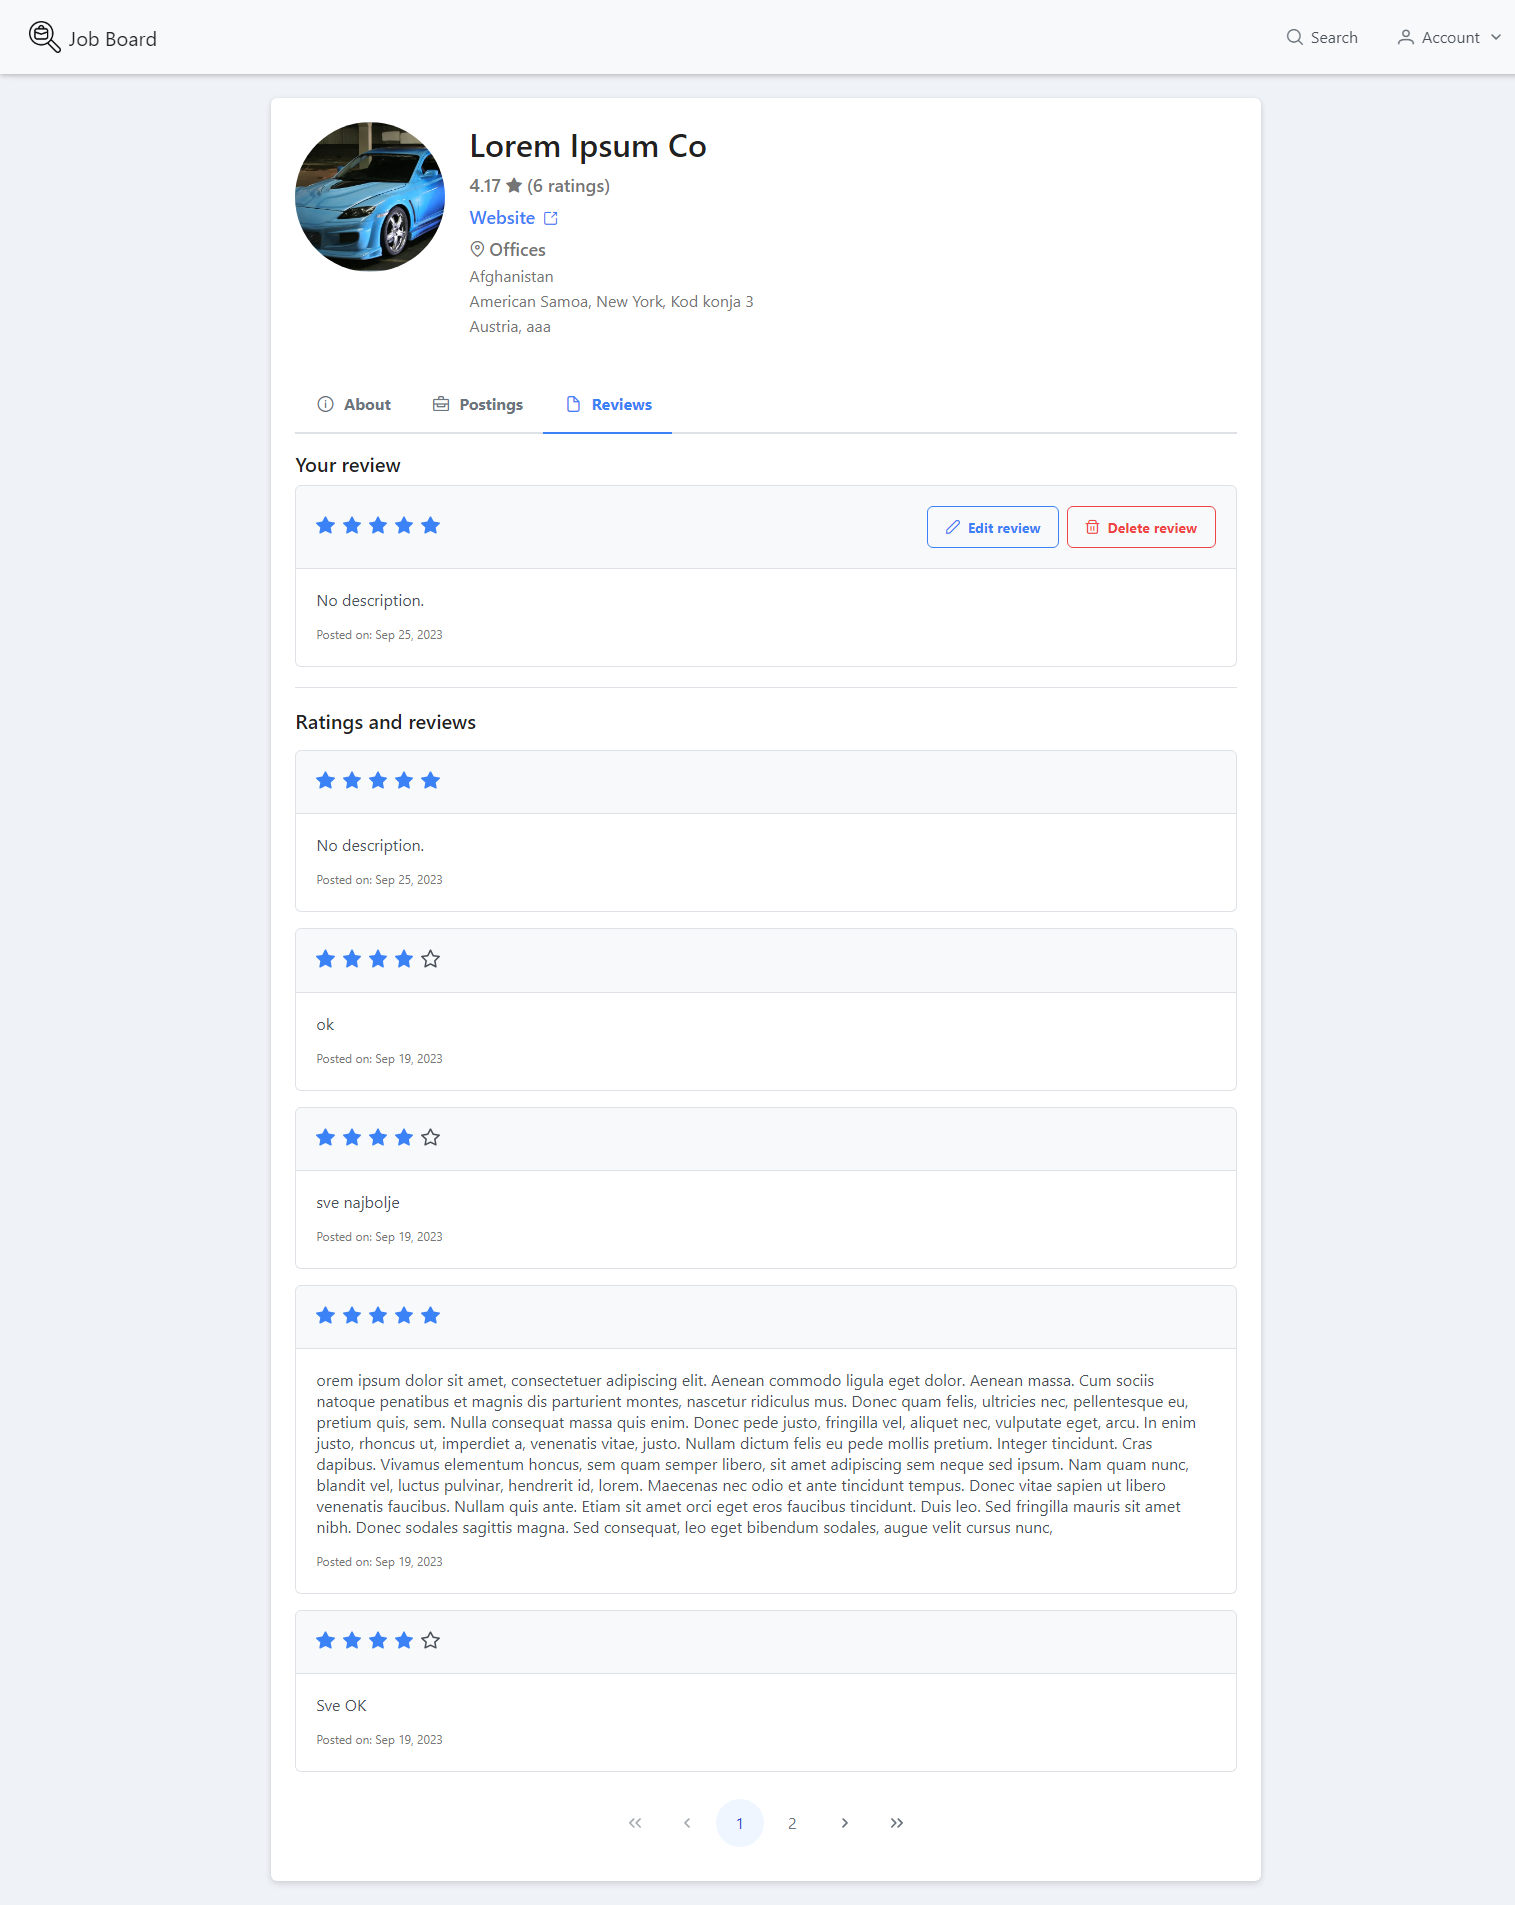 Job Board
Search
Account
Lorem Ipsum Co
4.17 ★ (6 ratings)
Website
Offices
Afghanistan
American Samoa, New York, Kod konja 3
Austria, aaa
About
Postings
Reviews
Your review
Edit review
Delete review
No description.
Posted on: Sep 25, 2023
Ratings and reviews
No description.
Posted on: Sep 25, 2023
ok
Posted on: Sep 19, 2023
sve najbolje
Posted on: Sep 19, 2023
orem ipsum dolor sit amet, consectetuer adipiscing elit. Aenean commodo ligula eget dolor. Aenean massa. Cum sociis
natoque penatibus et magnis dis parturient montes, nascetur ridiculus mus. Donec quam felis, ultricies nec, pellentesque eu,
pretium quis, sem. Nulla consequat massa quis enim. Donec pede justo, fringilla vel, aliquet nec, vulputate eget, arcu. In enim
justo, rhoncus ut, imperdiet a, venenatis vitae, justo. Nullam dictum felis eu pede mollis pretium. Integer tincidunt. Cras
dapibus. Vivamus elementum honcus, sem quam semper libero, sit amet adipiscing sem neque sed ipsum. Nam quam nunc,
blandit vel, luctus pulvinar, hendrerit id, lorem. Maecenas nec odio et ante tincidunt tempus. Donec vitae sapien ut libero
venenatis faucibus. Nullam quis ante. Etiam sit amet orci eget eros faucibus tincidunt. Duis leo. Sed fringilla mauris sit amet
nibh. Donec sodales sagittis magna. Sed consequat, leo eget bibendum sodales, augue velit cursus nunc,
Posted on: Sep 19, 2023
Sve OK
Posted on: Sep 19, 2023
1
2